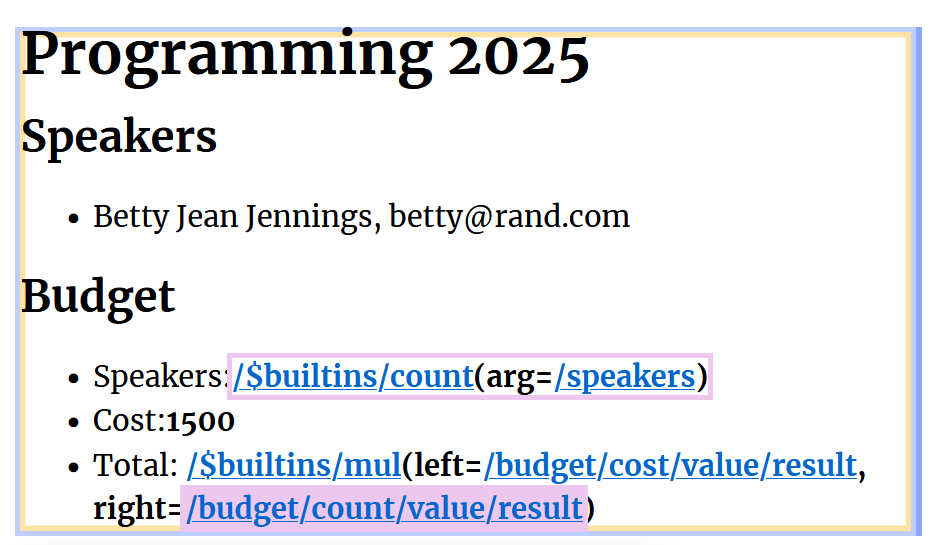 Programming 2025
Speakers
• Betty Jean Jennings, betty@rand.com
Budget
• Speakers:/$builtins/count(arg=/speakers)
• Cost:1500
• Total: /$builtins/mul(left=/budget/cost/value/result,
right=/budget/count/value/result)